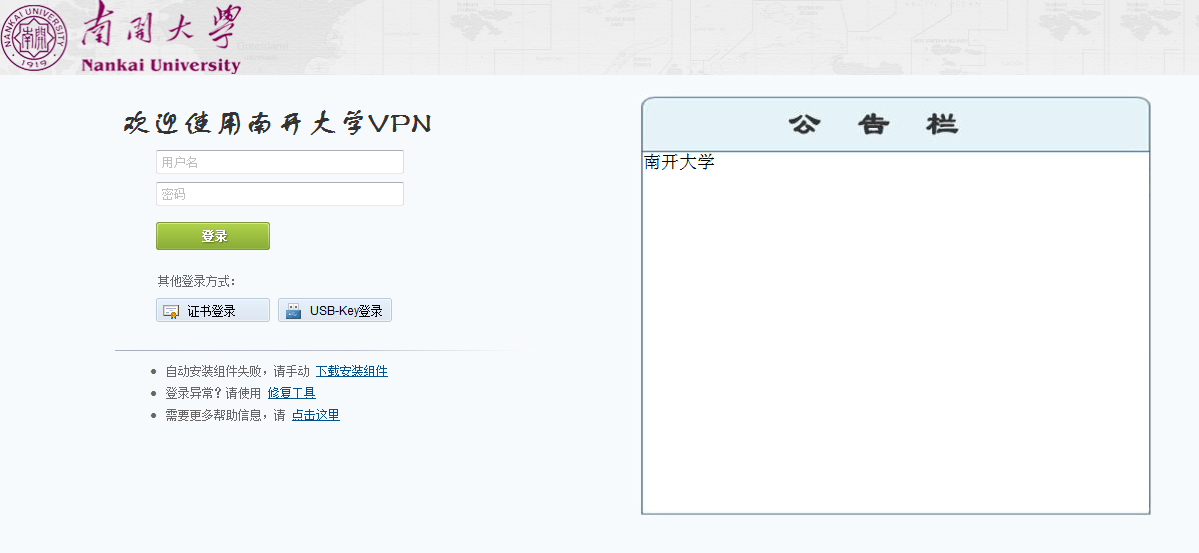 NANKAI UNIVERSITY
南開
1919
南開大學
Nankai University
欢迎使用南开大学VPN
用户名
密码
登录
其他登录方式：
证书登录
USB-Key登录
自动安装组件失败，请手动 下载安装组件
登录异常？请使用 修复工具
需要更多帮助信息，请 点击这里
公 告 栏
南开大学